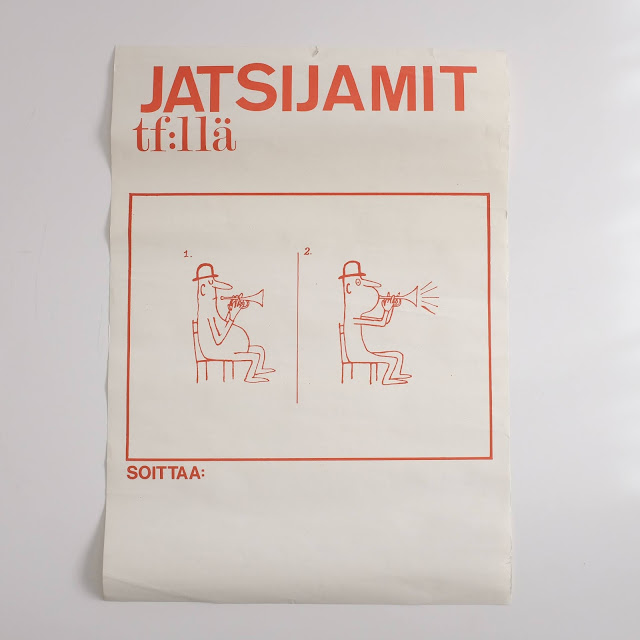 JATSIJAMIT
tf:llä
1.
2.
SOITTAA: